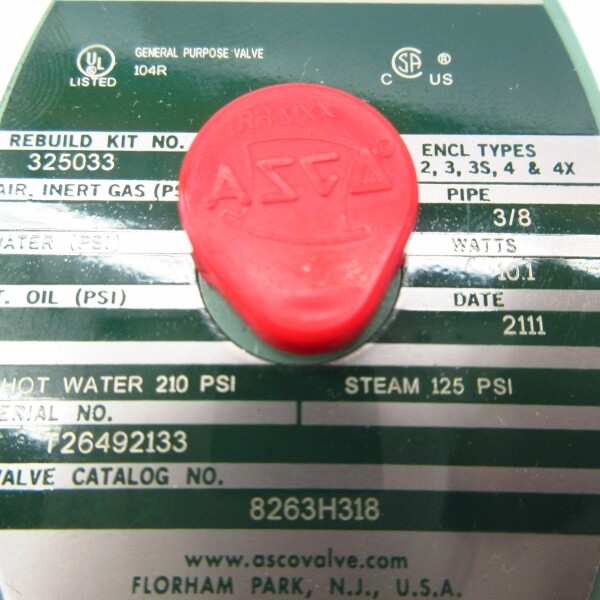 UL®
LISTED
GENERAL PURPOSE VALVE
104R
C SA ® US
REBUILD KIT NO.
325033
ENCL TYPES
2, 3, 3S, 4 & 4X
AIR, INERT GAS (PS
PIPE
3/8
WATER (PSI)
WATTS
10.1
T. OIL (PSI)
DATE
2111
ASCO®
HOT WATER 210 PSI
STEAM 125 PSI
ERIAL NO.
T26492133
VALVE CATALOG NO.
8263H318
www.ascovalve.com
FLORHAM PARK, N.J., U.S.A.